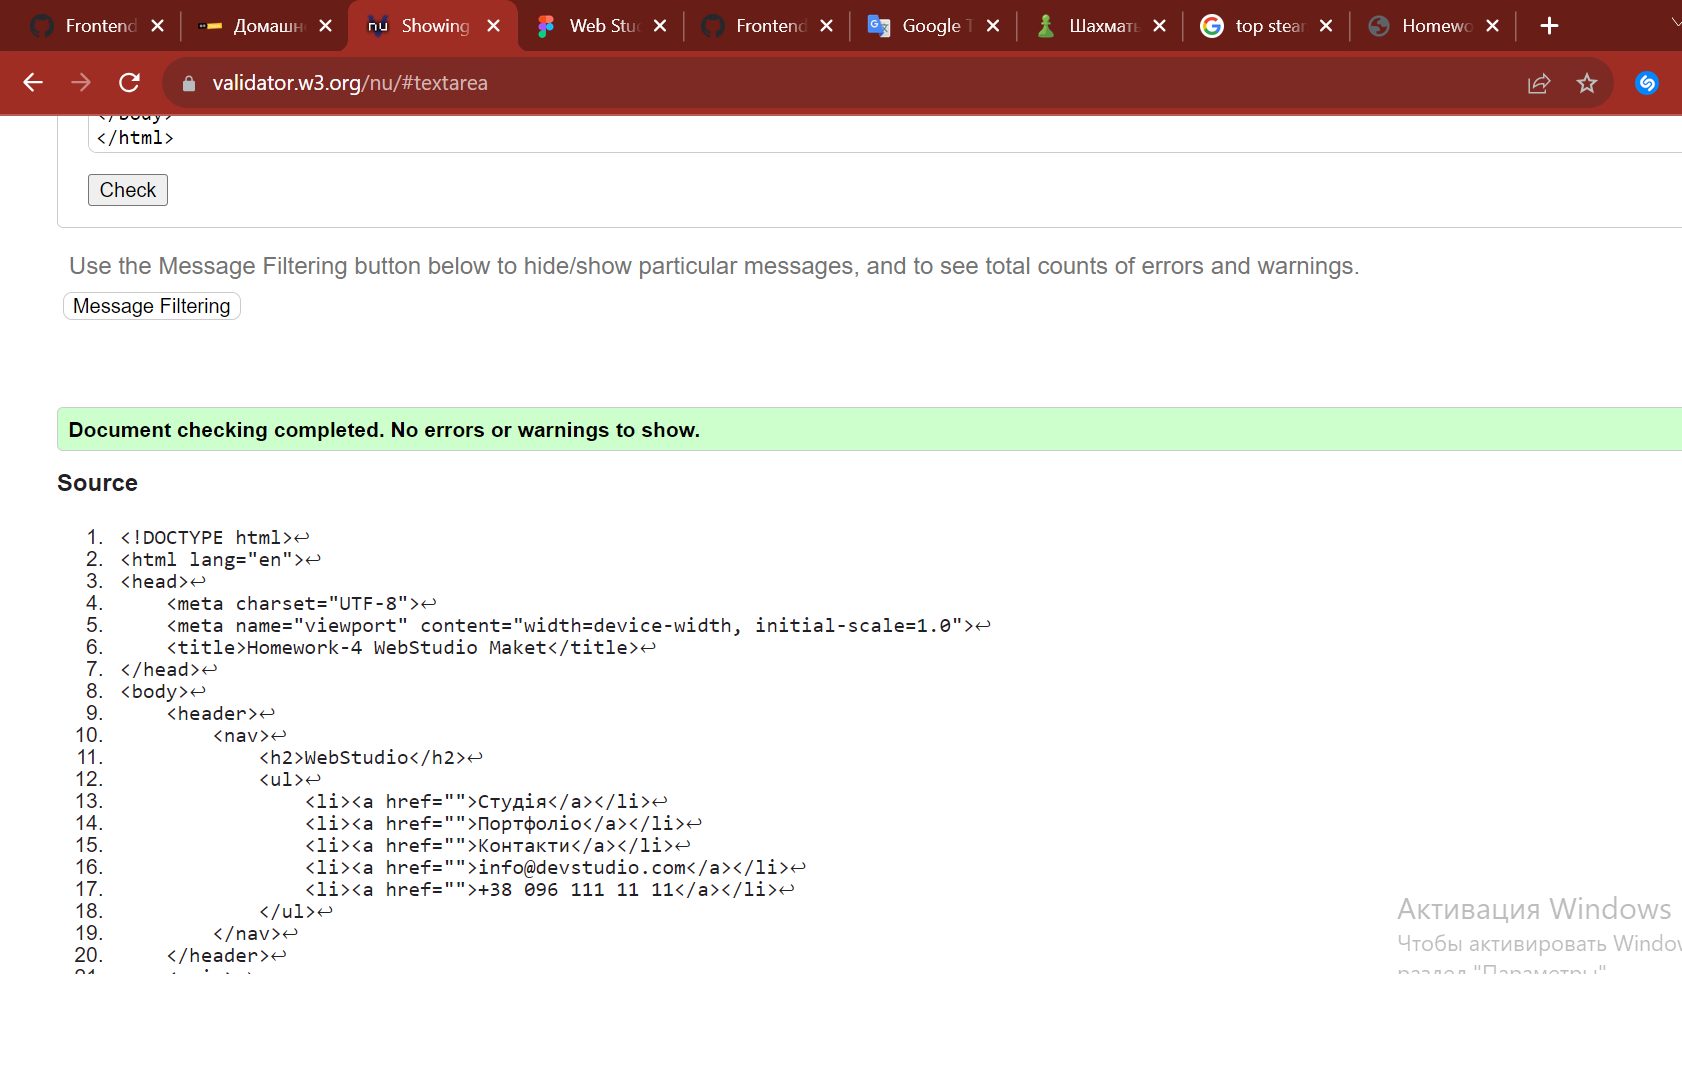 Frontend Домашн Showing Web Stu Frontend Google T Шахмат top stear Homewo
validator.w3.org/nu/#textarea
</body>
</html>
Check
Use the Message Filtering button below to hide/show particular messages, and to see total counts of errors and warnings.
Message Filtering
Document checking completed. No errors or warnings to show.
Source
1. <!DOCTYPE html>↩
2. <html lang="en">↩
3. <head>↩
4. <meta charset="UTF-8">↩
5. <meta name="viewport" content="width=device-width, initial-scale=1.0">↩
6. <title>Homework-4 WebStudio Maket</title>↩
7. </head>↩
8. <body>↩
9. <header>↩
10. <nav>↩
11. <h2>WebStudio</h2>↩
12. <ul>↩
13. <li><a href="">Студія</a></li>↩
14. <li><a href="">Портфоліо</a></li>↩
15. <li><a href="">Контакти</a></li>↩
16. <li><a href="">info@devstudio.com</a></li>↩
17. <li><a href="">+38 096 111 11 11</a></li>↩
18. </ul>↩
19. </nav>↩
20. </header>↩
Активация Windows
Чтобы активировать Windov
раздел "Параметры"